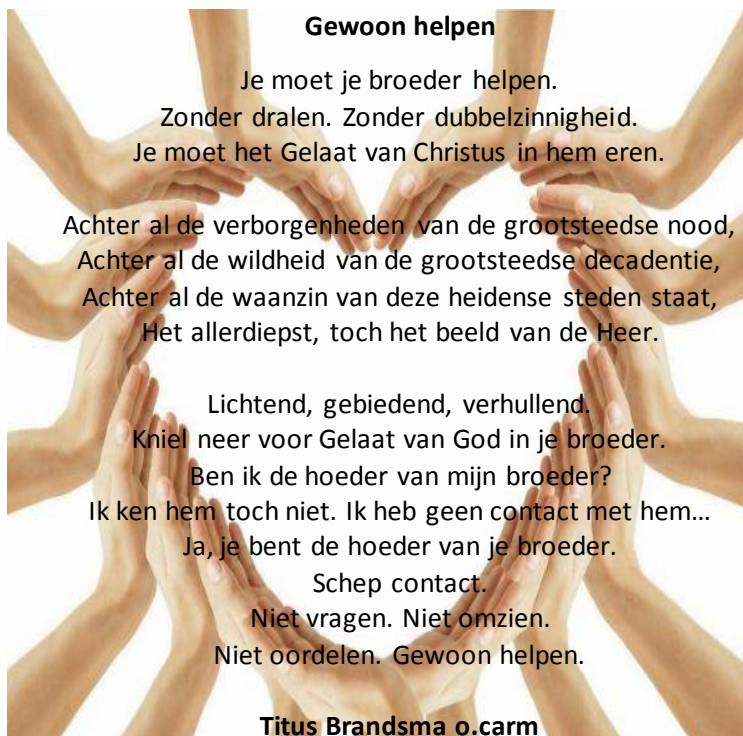 Gewoon helpen
Je moet je broeder helpen.
Zonder dralen. Zonder dubbelzinnigheid.
Je moet het Gelaat van Christus in hem eren.
Achter al de verborgenheden van de grootsteedse nood,
Achter al de wildheid van de grootsteedse decadentie,
Achter al de waanzin van deze heidense steden staat,
Het allerdiepst, toch het beeld van de Heer.
Lichtend, gebiedend, verhullend.
Kniel neer voor Gelaat van God in je broeder.
Ben ik de hoeder van mijn broeder?
Ik ken hem toch niet. Ik heb geen contact met hem…
Ja, je bent de hoeder van je broeder.
Schep contact.
Niet vragen. Niet omzien.
Niet oordelen. Gewoon helpen.
Titus Brandsma o.carm